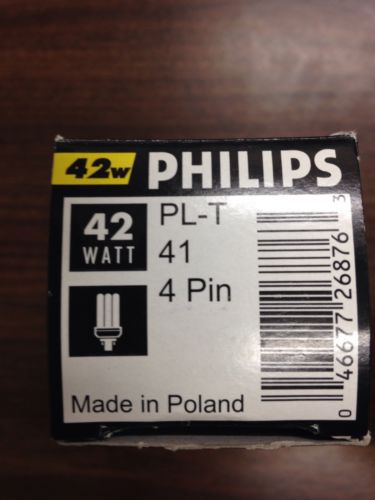 42w PHILIPS
42
WATT
PL-T
41
4 Pin
Made in Poland
0 46677 26876 3